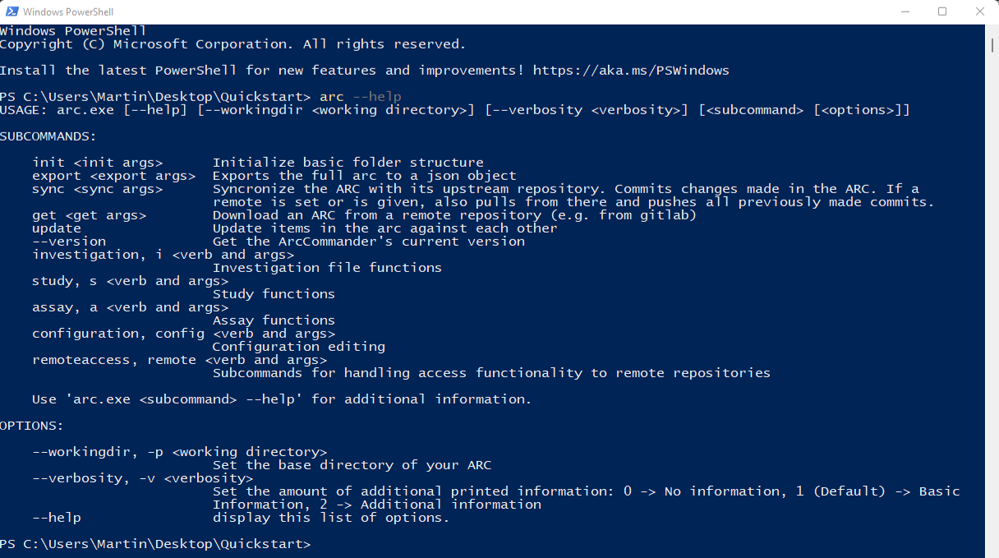 Windows PowerShell
Windows PowerShell
Copyright (C) Microsoft Corporation. All rights reserved.
Install the latest PowerShell for new features and improvements! https://aka.ms/PSWindows
PS C:\Users\Martin\Desktop\Quickstart> arc --help
USAGE: arc.exe [--help] [--workingdir <working directory>] [--verbosity <verbosity>] [<subcommand> [<options>]]
SUBCOMMANDS:
init <init args> Initialize basic folder structure
export <export args> Exports the full arc to a json object
sync <sync args> Syncronize the ARC with its upstream repository. Commits changes made in the ARC. If a
remote is set or is given, also pulls from there and pushes all previously made commits.
get <get args> Download an ARC from a remote repository (e.g. from gitlab)
update Update items in the arc against each other
--version Get the ArcCommander's current version
investigation, i <verb and args>
Investigation file functions
study, s <verb and args>
Study functions
assay, a <verb and args>
Assay functions
configuration, config <verb and args>
Configuration editing
remoteaccess, remote <verb and args>
Subcommands for handling access functionality to remote repositories
Use 'arc.exe <subcommand> --help' for additional information.
OPTIONS:
--workingdir, -p <working directory>
Set the base directory of your ARC
--verbosity, -v <verbosity>
Set the amount of additional printed information: 0 -> No information, 1 (Default) -> Basic
Information, 2 -> Additional information
--help display this list of options.
PS C:\Users\Martin\Desktop\Quickstart>